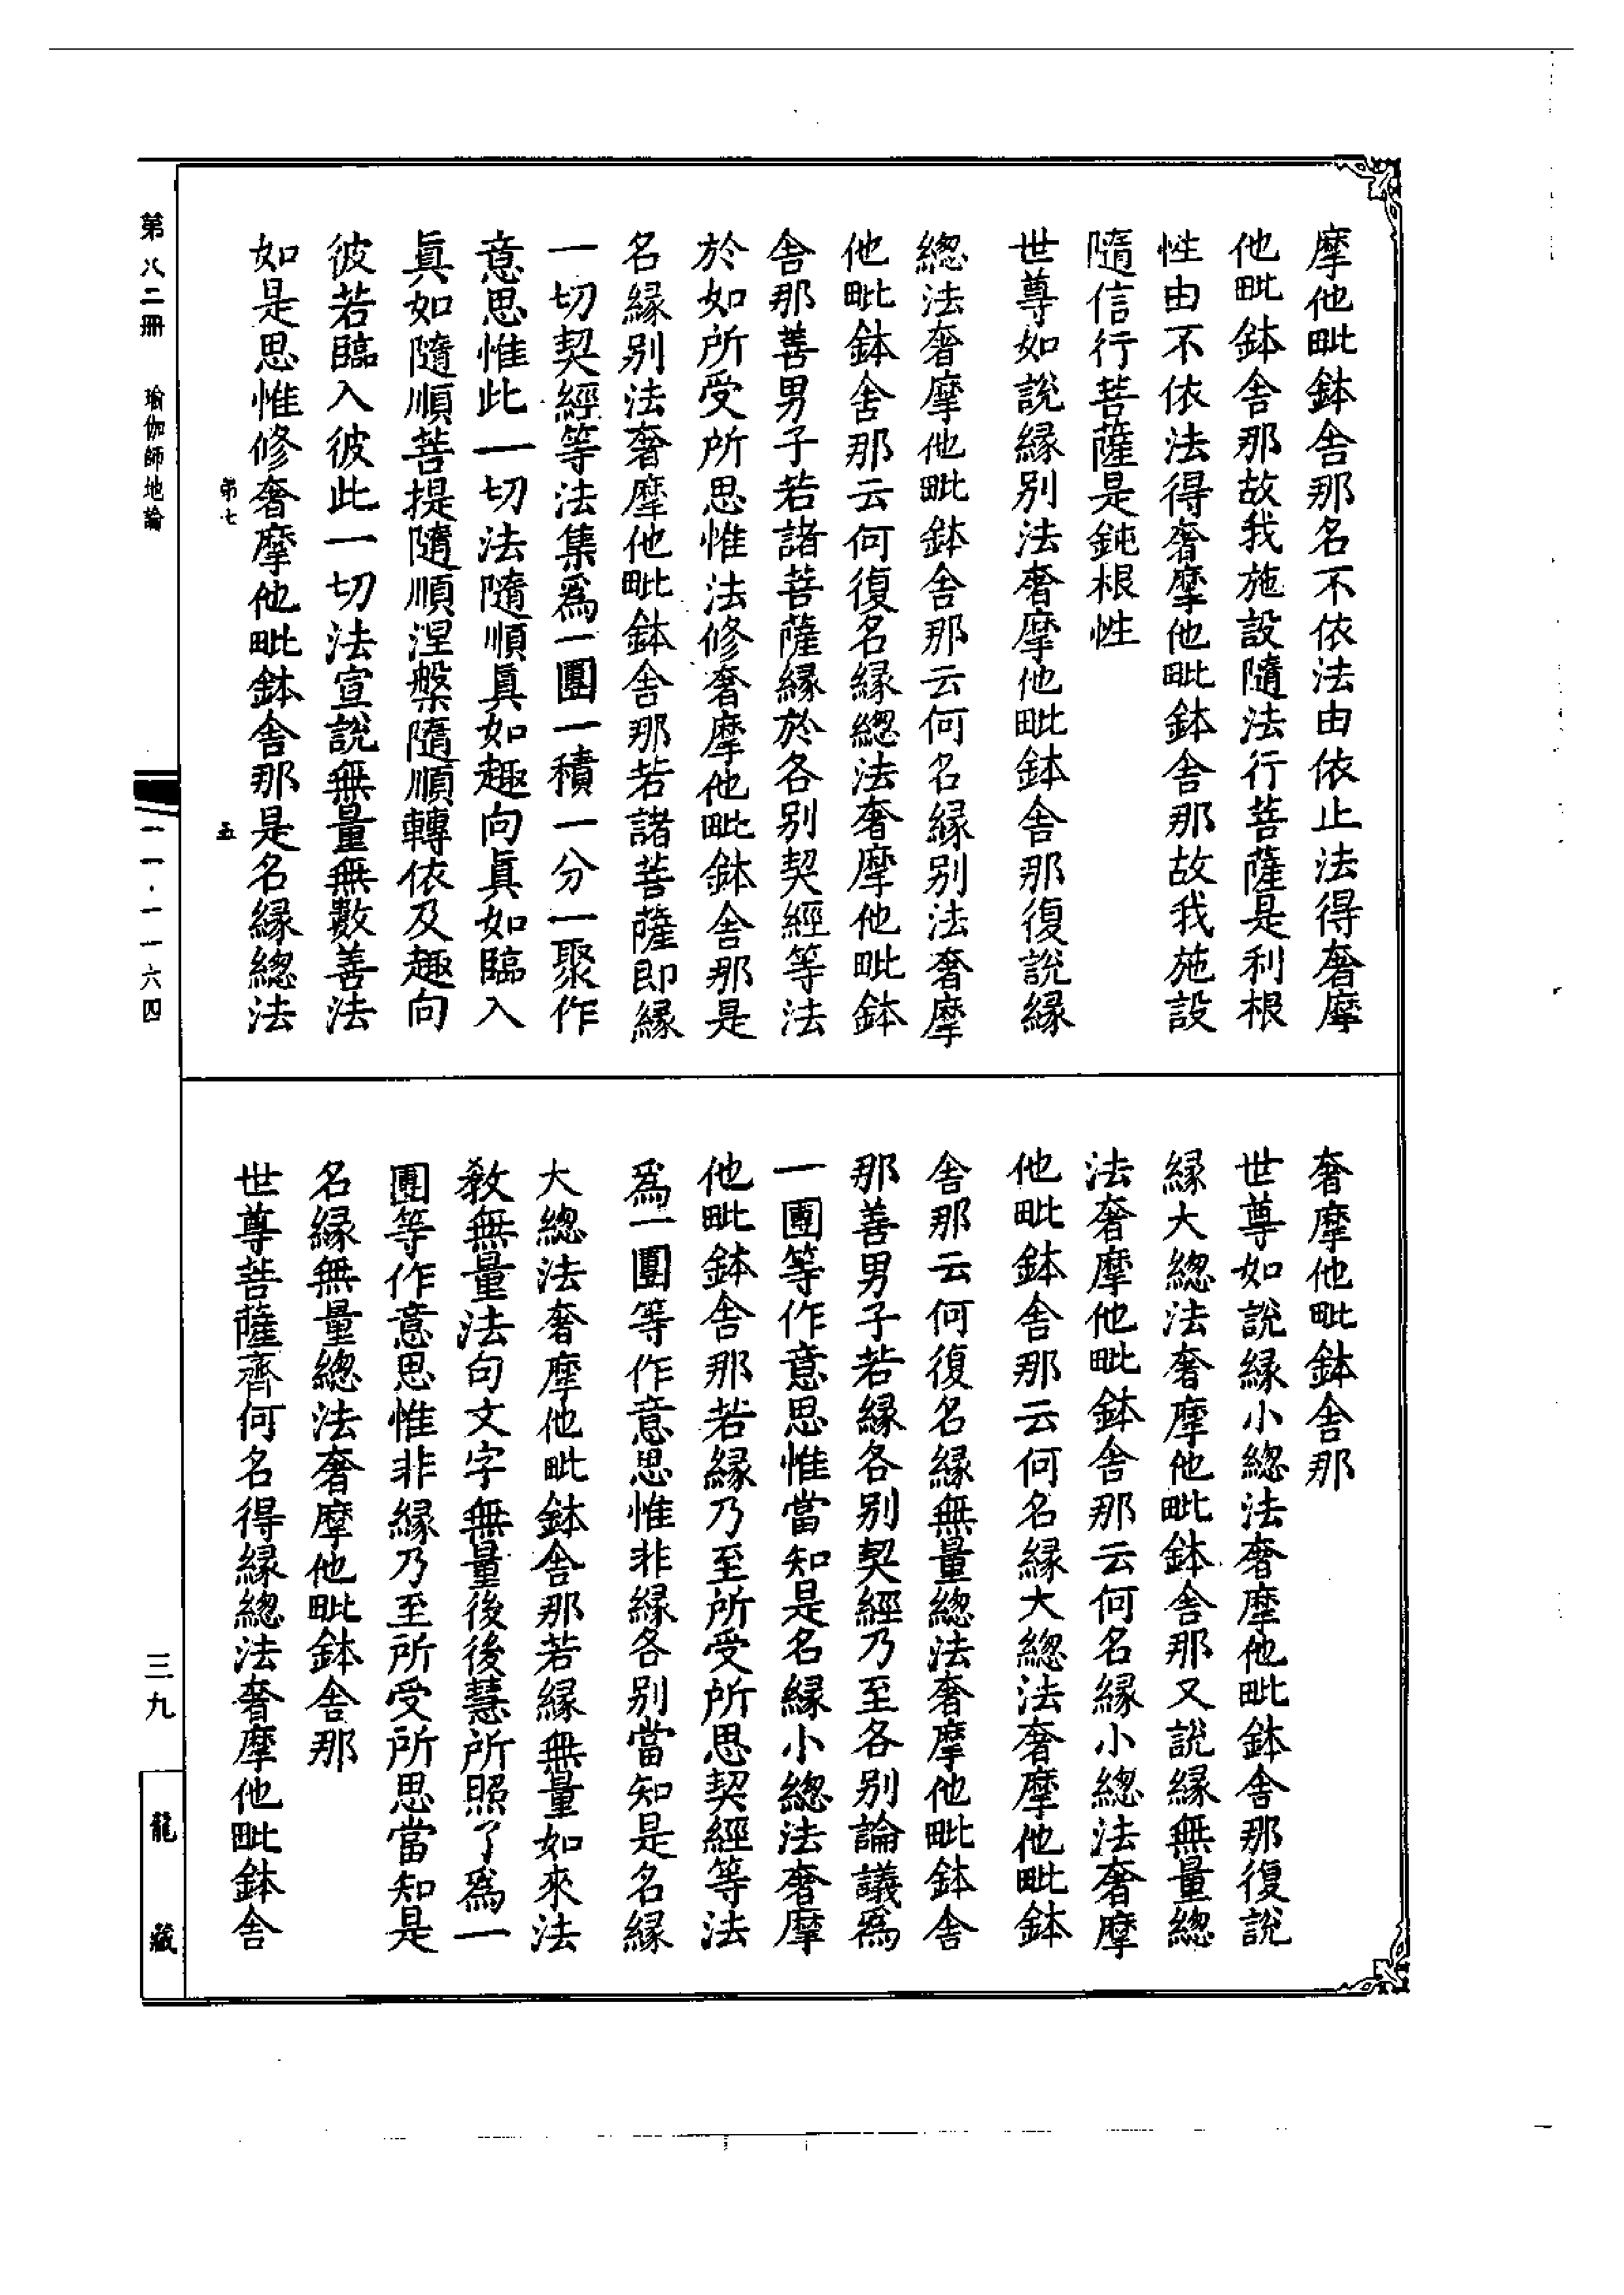 摩他毗鉢舍那名不依法由依止法得奢摩
他毗鉢舍那故我施設隨法行菩薩是利根
性由不依法得奢摩他毗鉢舍那故我施設
隨信行菩薩是鈍根性
世尊如說緣別法奢摩他毗鉢舍那復說緣
總法奢摩他毗鉢舍那云何名緣別法奢摩
他毗鉢舍那云何復名緣總法奢摩他毗鉢
舍那善男子若諸菩薩緣於各別契經等法
於如所受所思惟法修奢摩他毗鉢舍那是
名緣別法奢摩他毗鉢舍那若諸菩薩即緣
一切契經等法集爲一團一積一分一聚作
意思惟此一切法隨順眞如趣向眞如臨入
眞如隨順菩提隨順涅槃隨順轉依及趣向
彼若臨入彼此一切法宣說無量無數善法
如是思惟修奢摩他毗鉢舍那是名緣總法
弟七 五
奢摩他毗鉢舍那
世尊如說緣小總法奢摩他毗鉢舍那復說
緣大總法奢摩他毗鉢舍那又說緣無量總
法奢摩他毗鉢舍那云何名緣小總法奢摩
他毗鉢舍那云何名緣大總法奢摩他毗鉢
舍那云何復名緣無量總法奢摩他毗鉢舍
那善男子若緣各別契經乃至各別論議爲
一團等作意思惟當知是名緣小總法奢摩
他毗鉢舍那若緣乃至所受所思契經等法
爲一團等作意思惟非緣各別當知是名緣
大總法奢摩他毗鉢舍那若緣無量如來法
敎無量法句文字無量後後慧所照了爲一
團等作意思惟非緣乃至所受所思當知是
名緣無量總法奢摩他毗鉢舍那
世尊菩薩齊何名得緣總法奢摩他毗鉢舍
第八二冊 瑜伽師地論 一一·一一六四 三九 龍藏